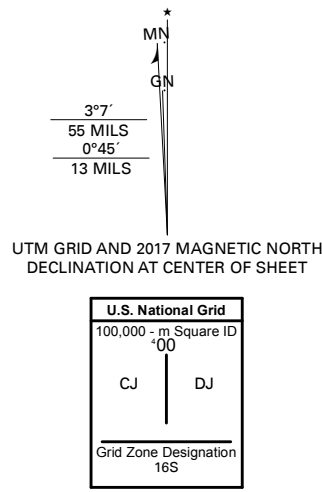 ★
MN
GN
3°7´
55 MILS
0°45´
13 MILS
UTM GRID AND 2017 MAGNETIC NORTH
DECLINATION AT CENTER OF SHEET
U.S. National Grid
100,000 - m Square ID
⁴00
CJ DJ
Grid Zone Designation
16S